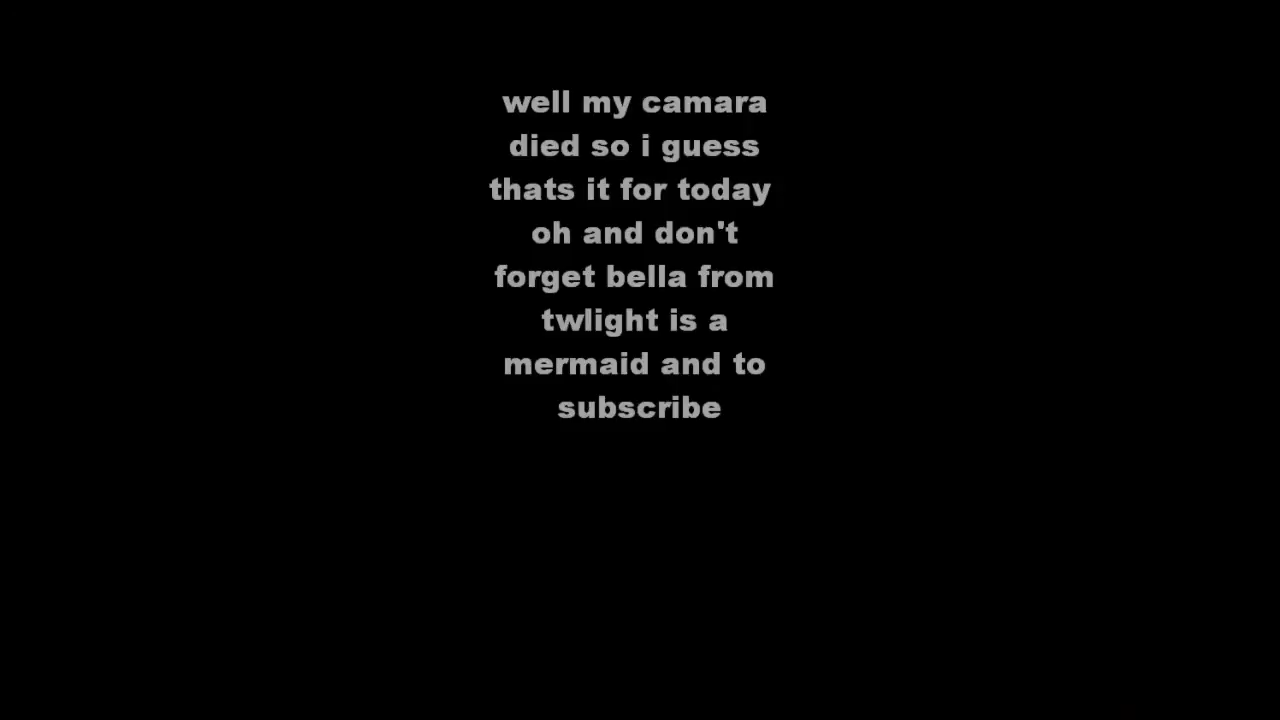 well my camara
died so i guess
thats it for today
oh and don't
forget bella from
twlight is a
mermaid and to
subscribe